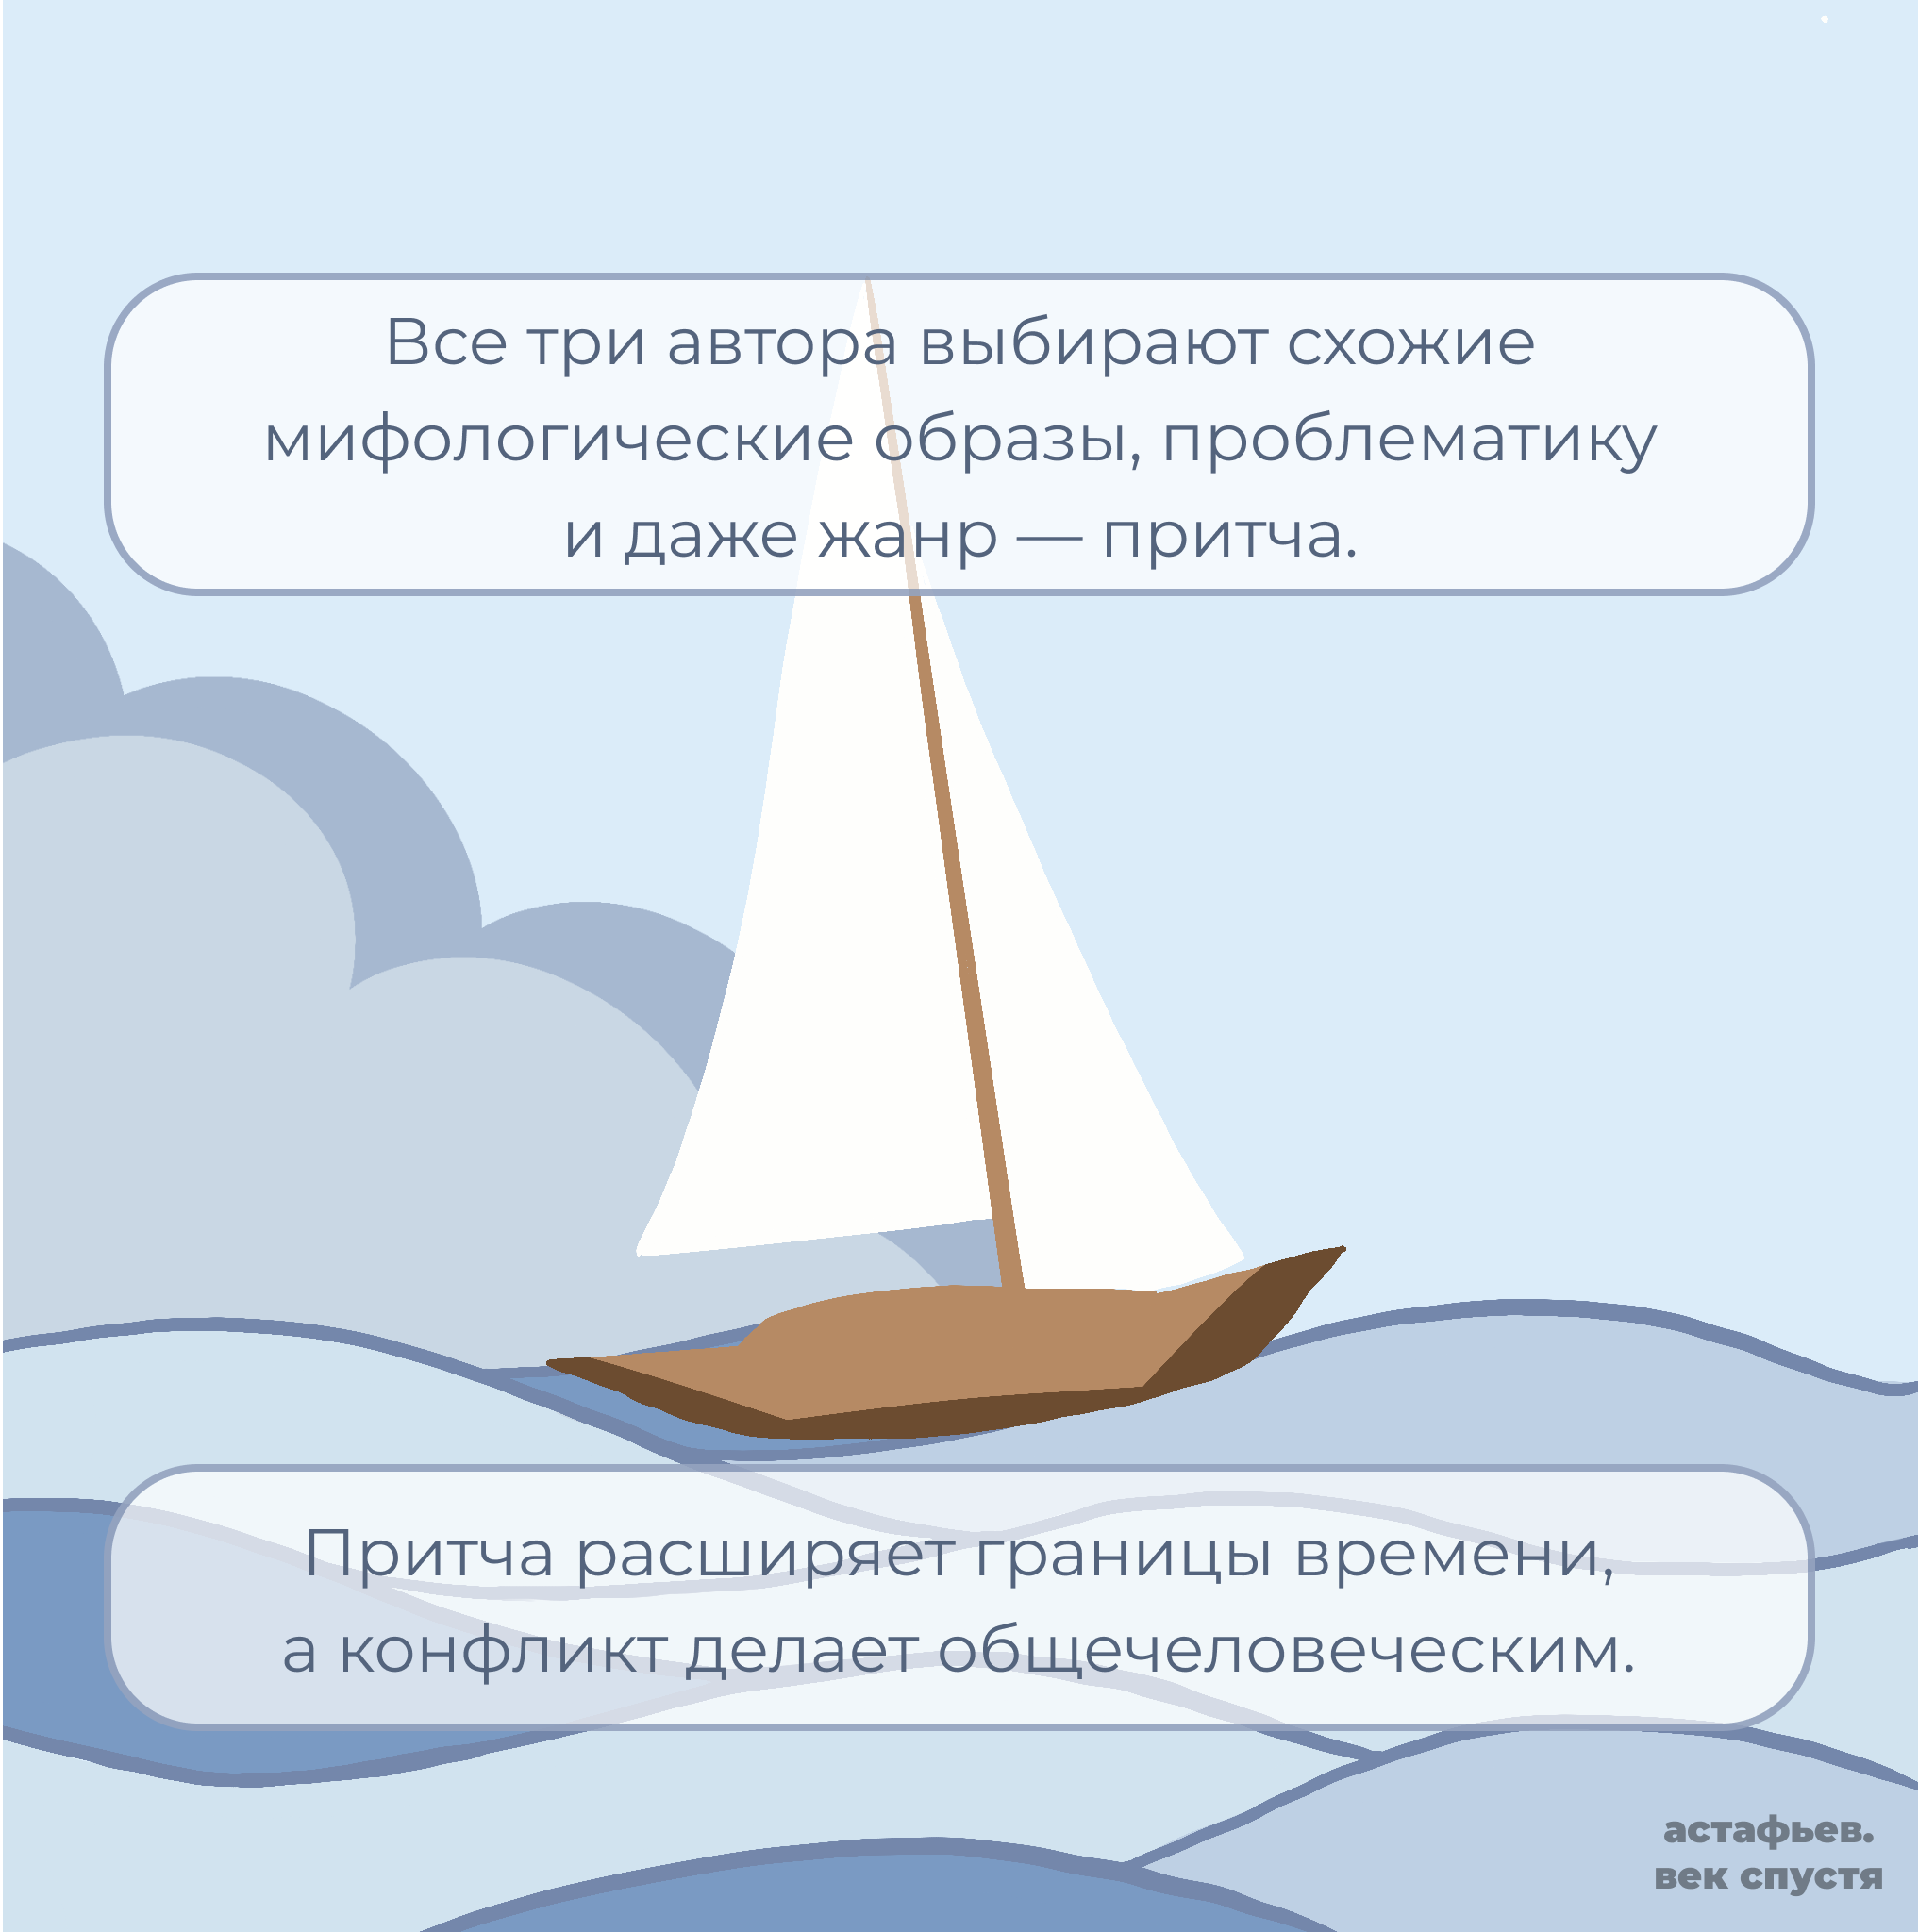 Все три автора выбирают схожие
мифологические образы, проблематику
и даже жанр — притча.
Притча расширяет границы времени,
а конфликт делает общечеловеческим.
астафьев.
век спустя